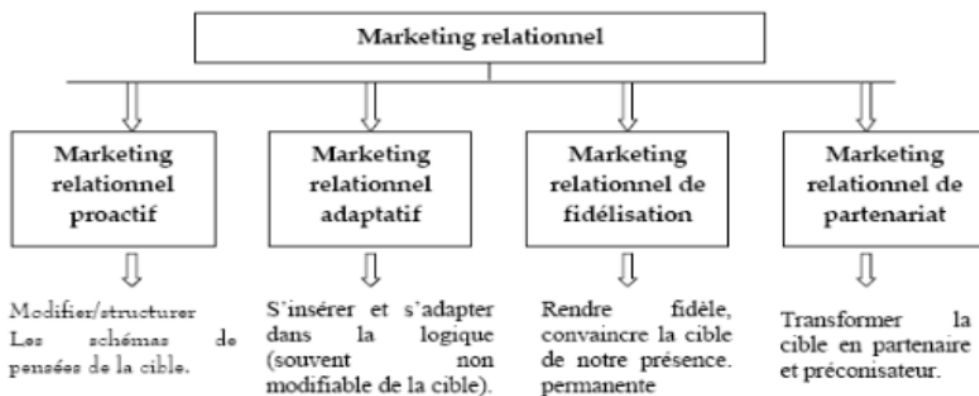 Marketing relationnel
Marketing
relationnel
proactif
Marketing
relationnel
adaptatif
Marketing
relationnel de
fidélisation
Marketing
relationnel de
partenariat
Modifier/structurer
Les schémas de
pensées de la cible.
S'insérer et s'adapter
dans la logique
(souvent non
modifiable de la cible).
Rendre fidèle,
convaincre la cible
de notre présence.
permanente
Transformer la
cible en partenaire
et préconisateur.